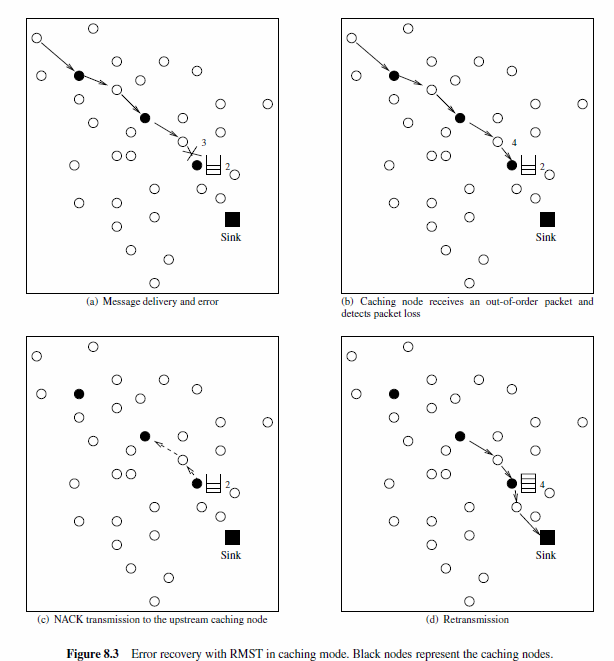 3
2
Sink
(a) Message delivery and error
4
2
Sink
(b) Caching node receives an out-of-order packet and
detects packet loss
2
Sink
(c) NACK transmission to the upstream caching node
4
Sink
(d) Retransmission
Figure 8.3 Error recovery with RMST in caching mode. Black nodes represent the caching nodes.